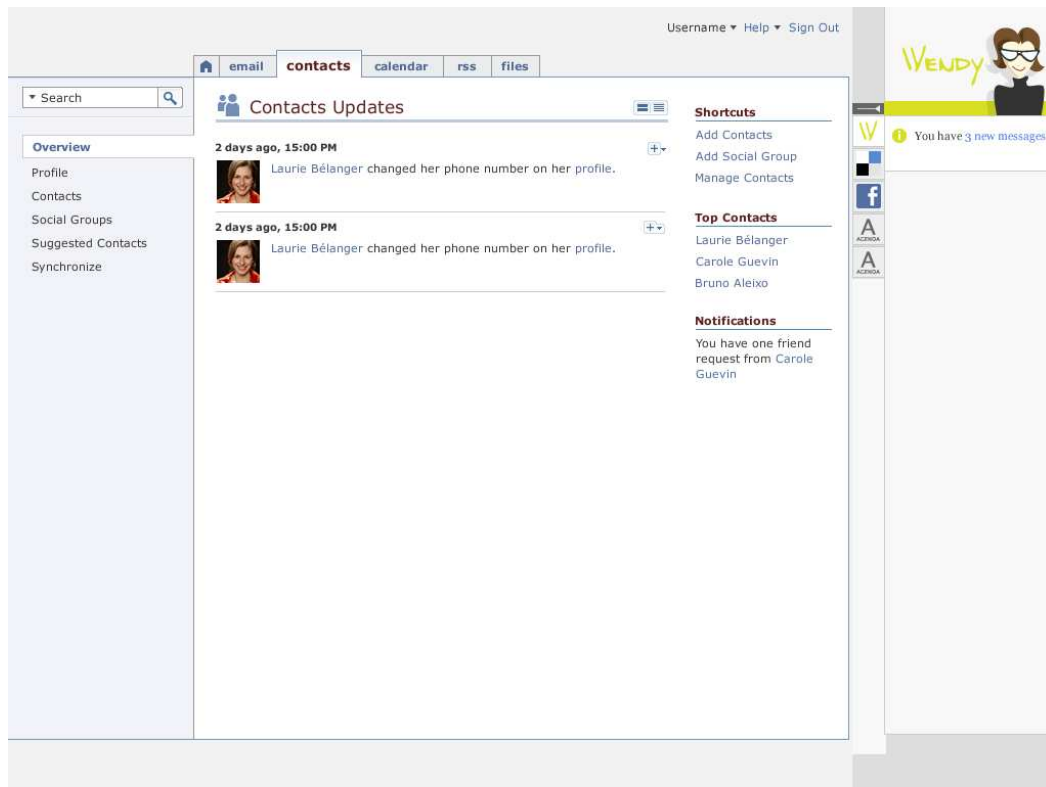 Username Help Sign Out
email contacts calendar rss files
Search
Overview
Profile
Contacts
Social Groups
Suggested Contacts
Synchronize
Contacts Updates
2 days ago, 15:00 PM
Laurie Bélanger changed her phone number on her profile.
2 days ago, 15:00 PM
Laurie Bélanger changed her phone number on her profile.
Shortcuts
Add Contacts
Add Social Group
Manage Contacts
Top Contacts
Laurie Bélanger
Carole Guevin
Bruno Aleixo
Notifications
You have one friend
request from Carole
Guevin
W
f
A
AGENDA
A
AGENDA
WENDY
i You have 3 new messages